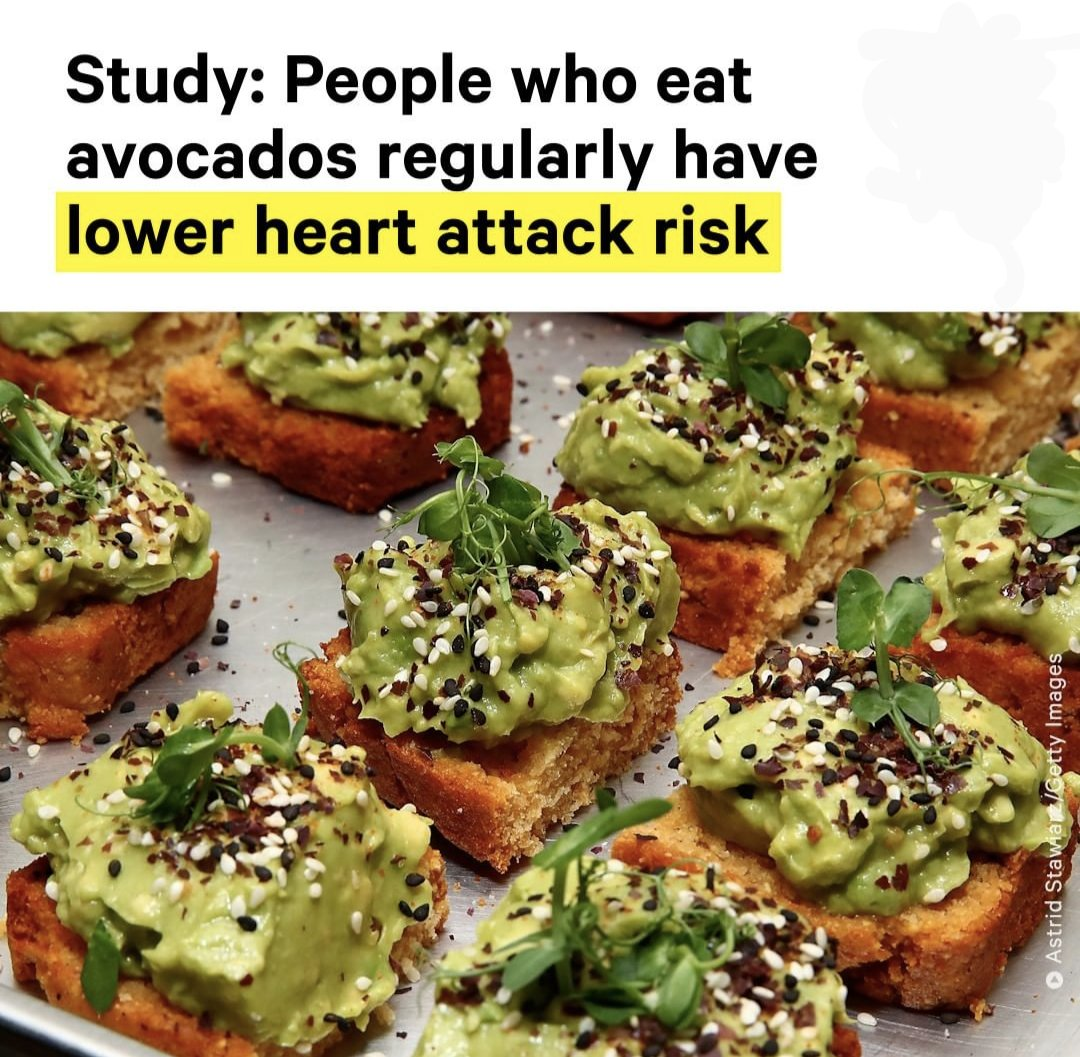 Study: People who eat
avocados regularly have
lower heart attack risk
Astrid Stawiarz/Getty Images